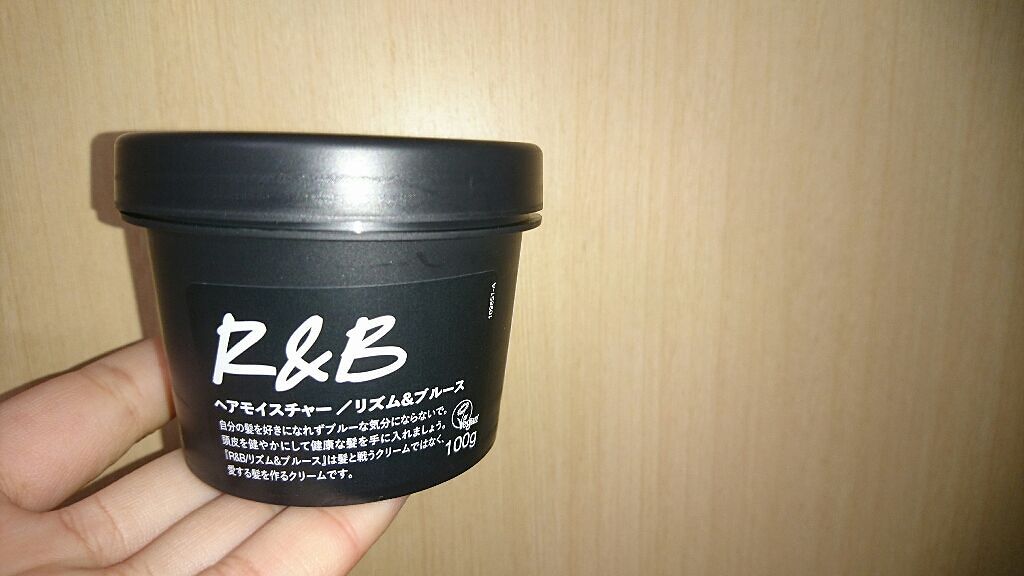 R&B
ヘアモイスチャー/リズム&ブルース
自分の髪を好きになれずブルーな気分にならないで。
頭皮を健やかにして健康な髪を手に入れましょう。
『R&B/リズム&ブルース』は髪と戦うクリームではなく、
愛する髪を作るクリームです。
Vegan
100g